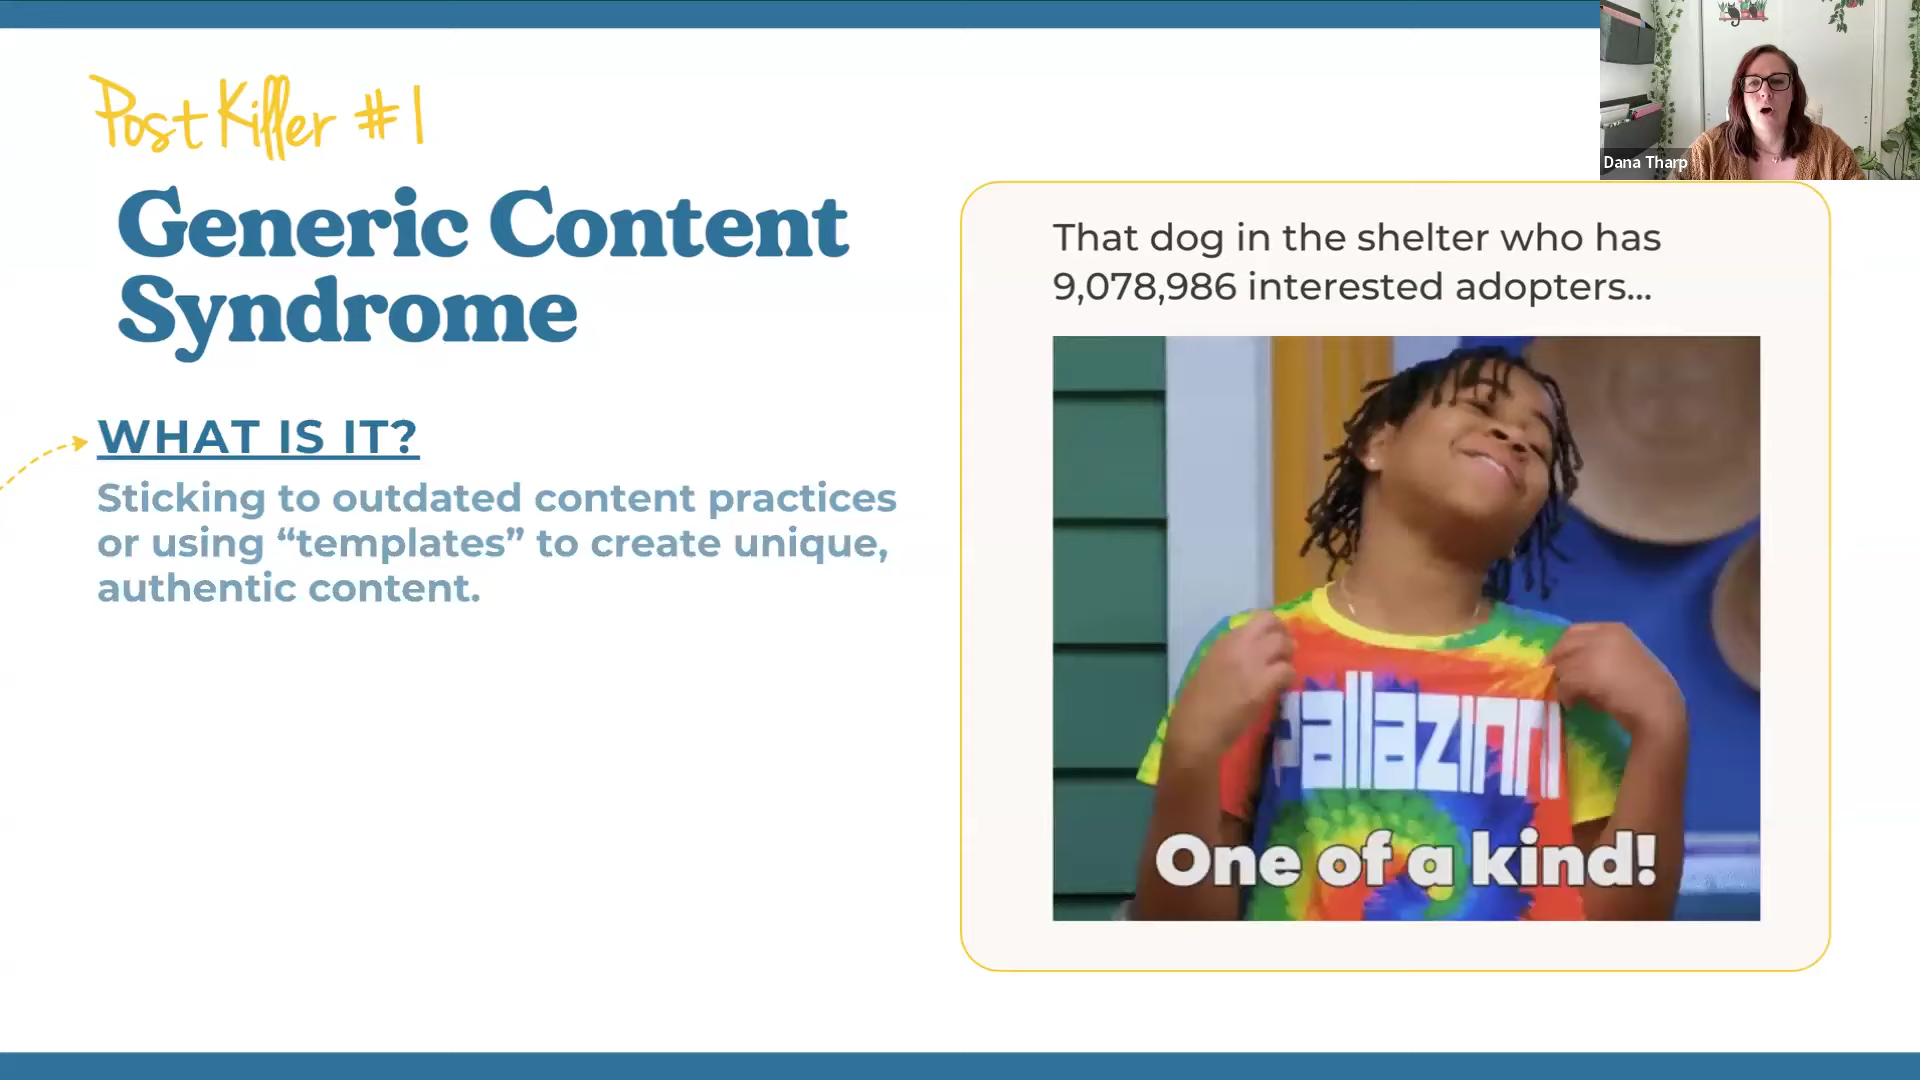 Post Killer #1
Generic Content
Syndrome
WHAT IS IT?
Sticking to outdated content practices
or using “templates” to create unique,
authentic content.
Dana Tharp
That dog in the shelter who has
9,078,986 interested adopters...
pallazinni
One of a kind!